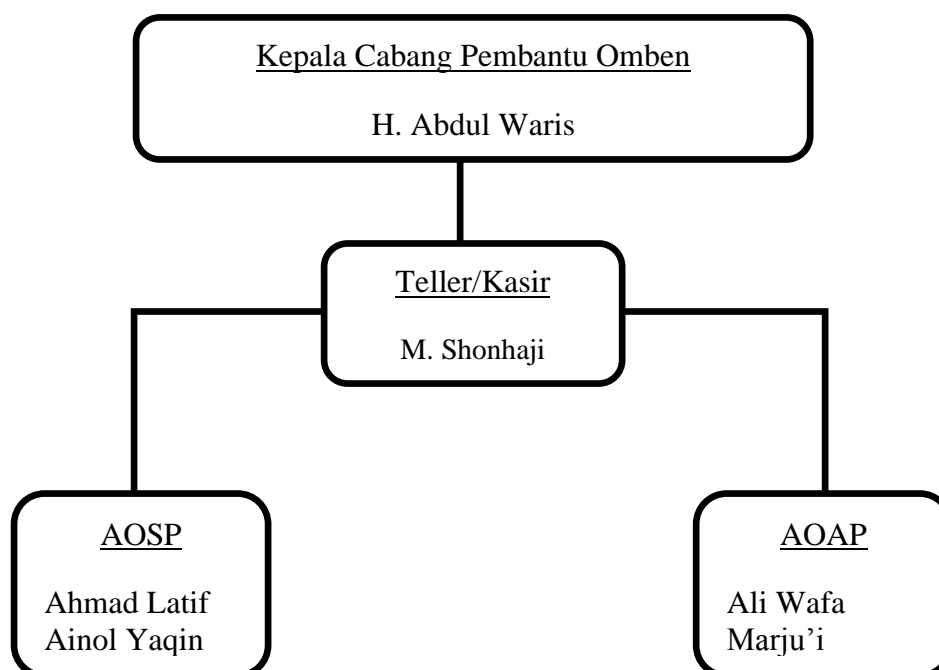 Kepala Cabang Pembantu Omben
H. Abdul Waris
Teller/Kasir
M. Shonhaji
AOSP
Ahmad Latif
Ainol Yaqin
AOAP
Ali Wafa
Marju’i